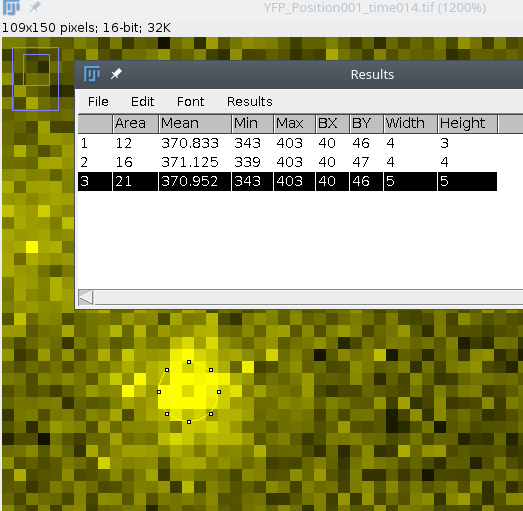 YFP_Position001_time014.tif (1200%)
109x150 pixels; 16-bit; 32K
Results
File Edit Font Results
Area Mean Min Max BX BY Width Height
1 12 370.833 343 403 40 46 4 3
2 16 371.125 339 403 40 47 4 4
3 21 370.952 343 403 40 46 5 5